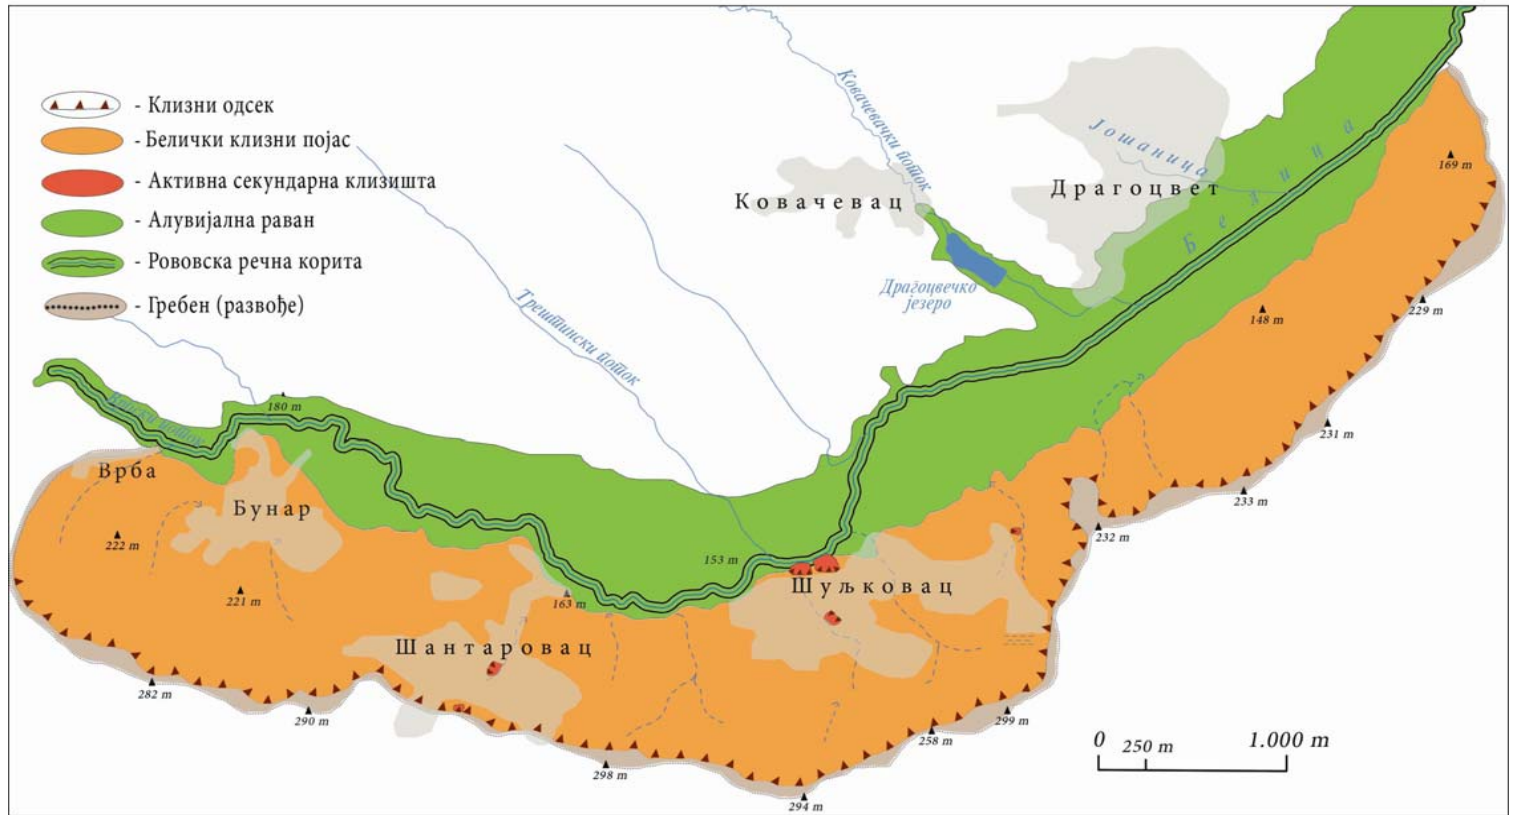 - Клизни одсек
- Белички клизни појас
- Активна секундарна клизишта
- Алувијална раван
- Рововска речна корита
- Гребен (развође)
Ковачевачки поток
Јошаница
Драгоцвет
Ковачевац
Белица
169 m
Драгоцвечко
језеро
229 m
148 m
Трештински поток
180 m
231 m
Врба
Бунар
233 m
232 m
222 m
153 m
221 m
163 m
Шуљковац
Шантаровац
282 m
290 m
299 m
258 m
298 m
294 m
0
250 m
1.000 m